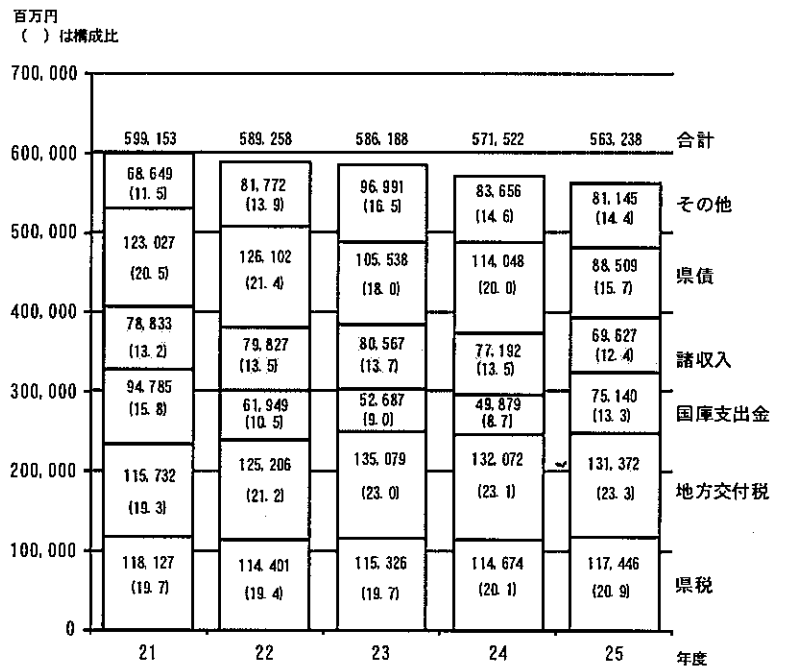 百万円
（　）は構成比
700,000
599,153 589,258 586,188 571,522 563,238 合計
600,000
68,649 81,772 96,991 83,656 81,145 その他
(11.5) (13.9) (16.5) (14.6) (14.4)
500,000
123,027 126,102 105,538 114,048 88,509 県債
(20.5) (21.4) (18.0) (20.0) (15.7)
400,000
78,833 79,827 80,567 77,192 69,627 諸収入
(13.2) (13.5) (13.7) (13.5) (12.4)
300,000
94,785 61,949 52,687 49,879 75,140 国庫支出金
(15.8) (10.5) (9.0) (8.7) (13.3)
200,000
115,732 125,206 135,079 132,072 131,372 地方交付税
(19.3) (21.2) (23.0) (23.1) (23.3)
100,000
118,127 114,401 115,326 114,674 117,446 県税
(19.7) (19.4) (19.7) (20.1) (20.9)
0
21 22 23 24 25 年度